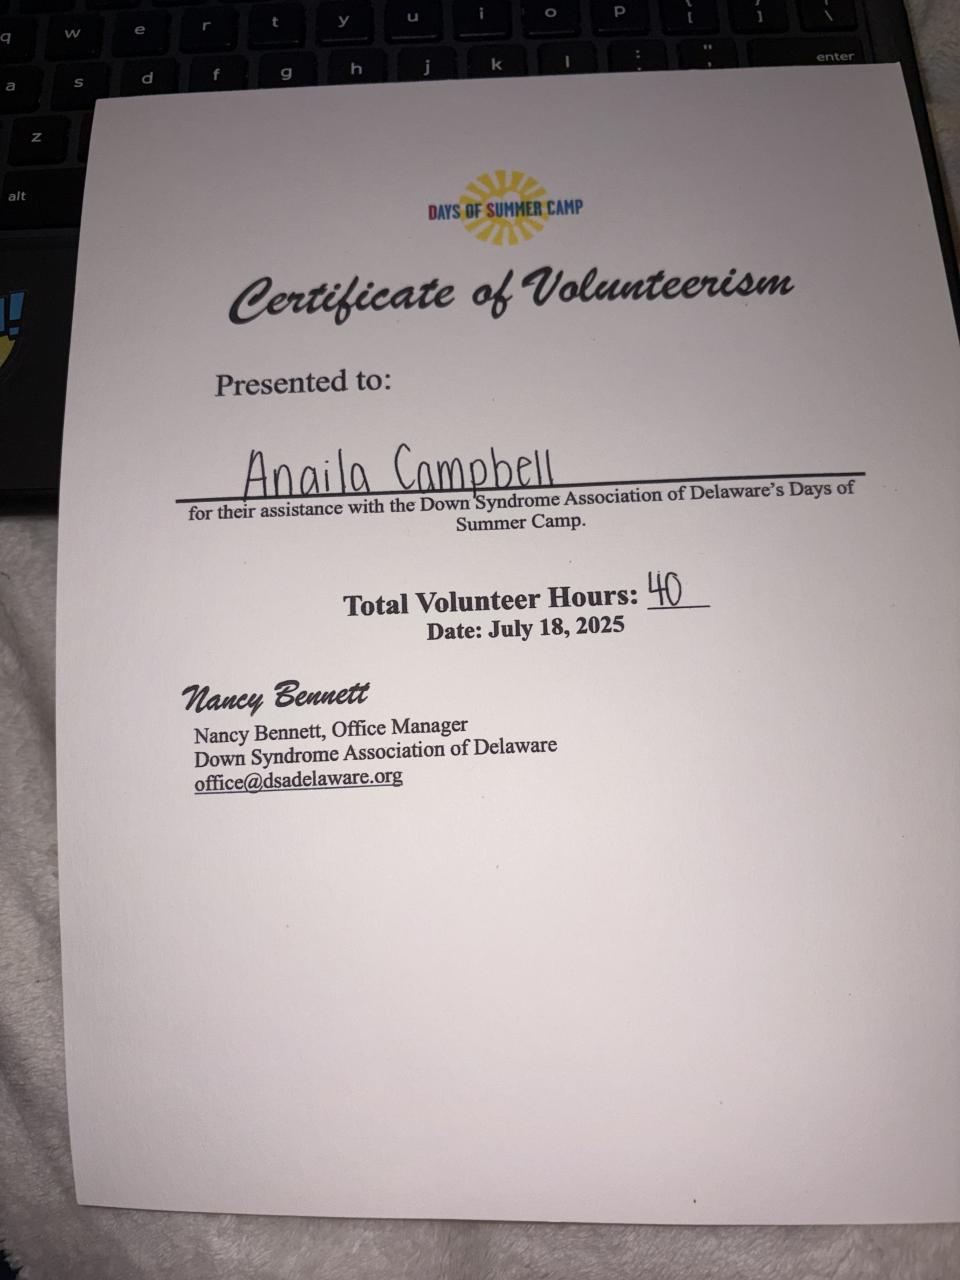 q w e r t y u i o p [ ] \
a s d f g h j k l : ; " ' enter
z
alt
!
DAYS OF SUMMER CAMP
Certificate of Volunteerism
Presented to:
Anaila Campbell
for their assistance with the Down Syndrome Association of Delaware's Days of
Summer Camp.
Total Volunteer Hours: 40
Date: July 18, 2025
Nancy Bennett
Nancy Bennett, Office Manager
Down Syndrome Association of Delaware
office@dsadelaware.org